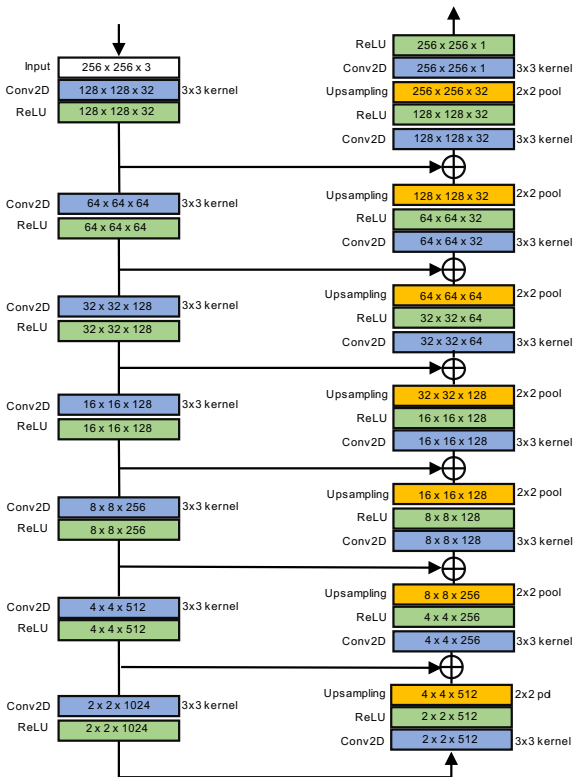 Input 256 x 256 x 3
Conv2D 128 x 128 x 32 3x3 kernel
ReLU 128 x 128 x 32
Conv2D 64 x 64 x 64 3x3 kernel
ReLU 64 x 64 x 64
Conv2D 32 x 32 x 128 3x3 kernel
ReLU 32 x 32 x 128
Conv2D 16 x 16 x 128 3x3 kernel
ReLU 16 x 16 x 128
Conv2D 8 x 8 x 256 3x3 kernel
ReLU 8 x 8 x 256
Conv2D 4 x 4 x 512 3x3 kernel
ReLU 4 x 4 x 512
Conv2D 2 x 2 x 1024 3x3 kernel
ReLU 2 x 2 x 1024
ReLU 256 x 256 x 1
Conv2D 256 x 256 x 1 3x3 kernel
Upsampling 256 x 256 x 32 2x2 pool
ReLU 128 x 128 x 32
Conv2D 128 x 128 x 32 3x3 kernel
Upsampling 128 x 128 x 32 2x2 pool
ReLU 64 x 64 x 32
Conv2D 64 x 64 x 32 3x3 kernel
Upsampling 64 x 64 x 64 2x2 pool
ReLU 32 x 32 x 64
Conv2D 32 x 32 x 64 3x3 kernel
Upsampling 32 x 32 x 128 2x2 pool
ReLU 16 x 16 x 128
Conv2D 16 x 16 x 128 3x3 kernel
Upsampling 16 x 16 x 128 2x2 pool
ReLU 8 x 8 x 128
Conv2D 8 x 8 x 128 3x3 kernel
Upsampling 8 x 8 x 256 2x2 pool
ReLU 4 x 4 x 256
Conv2D 4 x 4 x 256 3x3 kernel
Upsampling 4 x 4 x 512 2x2 pol
ReLU 2 x 2 x 512
Conv2D 2 x 2 x 512 3x3 kernel